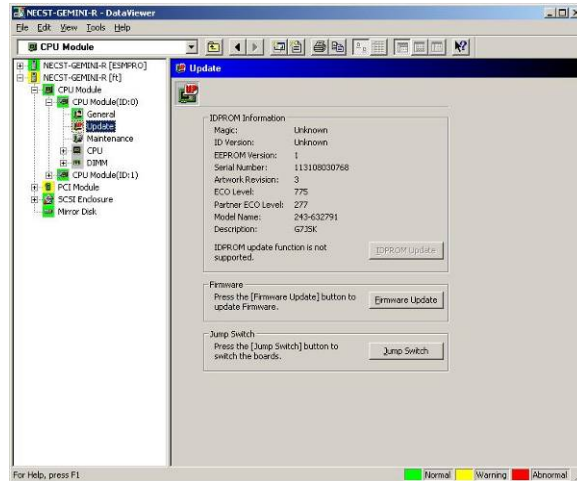 NECST-GEMINI-R - DataViewer
File Edit View Tools Help
CPU Module
NECST-GEMINI-R [ESMPRO]
NECST-GEMINI-R [ft]
CPU Module
CPU Module(ID:0)
General
Update
Maintenance
CPU
DIMM
CPU Module(ID:1)
PCI Module
SCSI Enclosure
Mirror Disk
Update
IDPROM Information
Magic: Unknown
ID Version: Unknown
EEPROM Version: 1
Serial Number: 113108030768
Artwork Revision: 3
ECO Level: 775
Partner ECO Level: 277
Model Name: 243-632791
Description: G7JSK
IDPROM update function is not
supported.
IDPROM Update
Firmware
Press the [Firmware Update] button to
update Firmware.
Firmware Update
Jump Switch
Press the [Jump Switch] button to
switch the boards.
Jump Switch
For Help, press F1
Normal Warning Abnormal